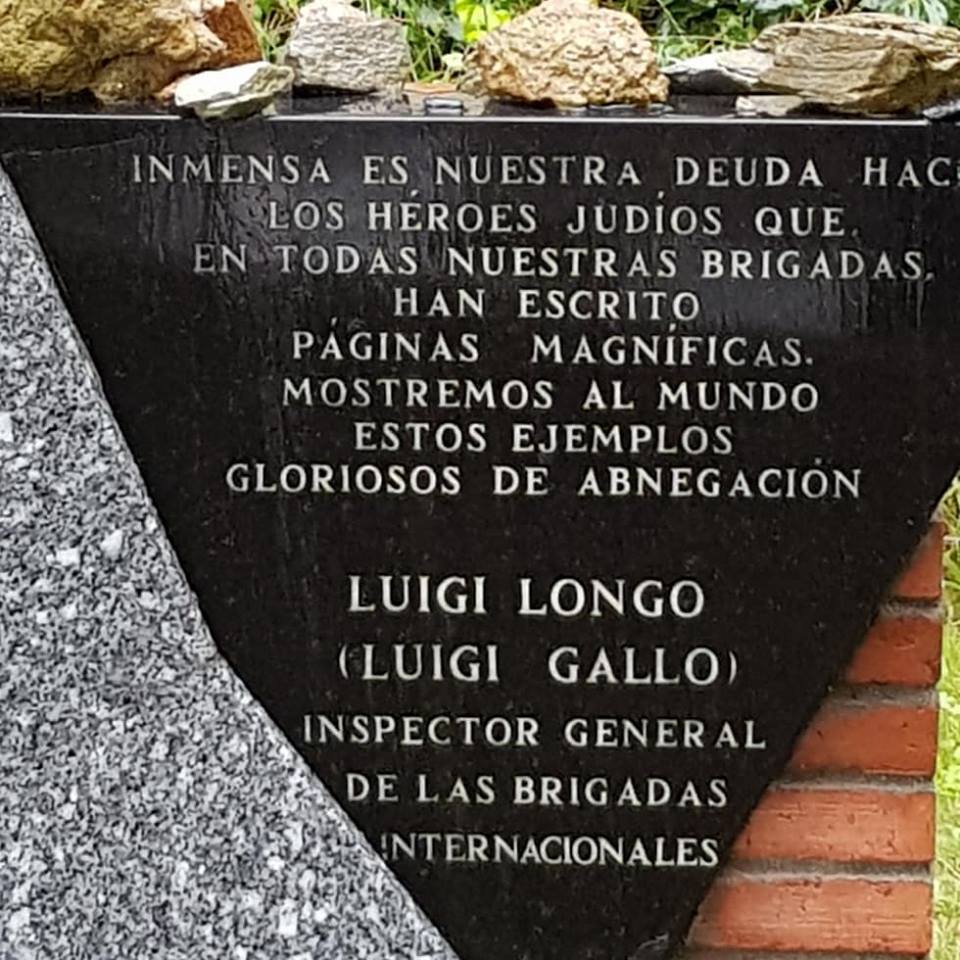 INMENSA ES NUESTRA DEUDA HAC
LOS HÉROES JUDÍOS QUE,
EN TODAS NUESTRAS BRIGADAS,
HAN ESCRITO
PÁGINAS MAGNÍFICAS.
MOSTREMOS AL MUNDO
ESTOS EJEMPLOS
GLORIOSOS DE ABNEGACIÓN
LUIGI LONGO
(LUIGI GALLO)
INSPECTOR GENERAL
DE LAS BRIGADAS
INTERNACIONALES